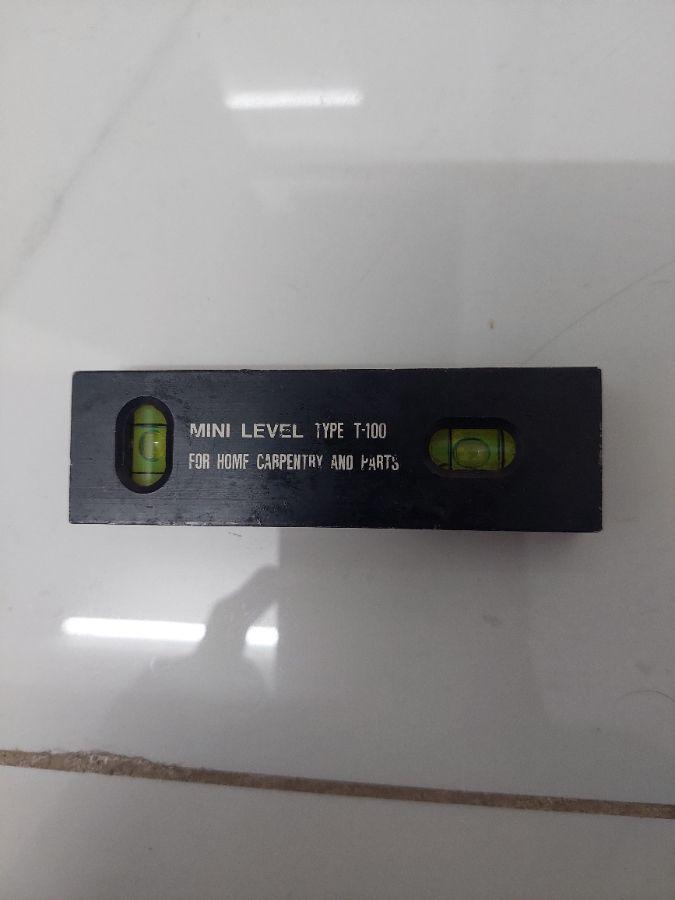 MINI LEVEL TYPE T-100
FOR HOME CARPENTRY AND PARTS